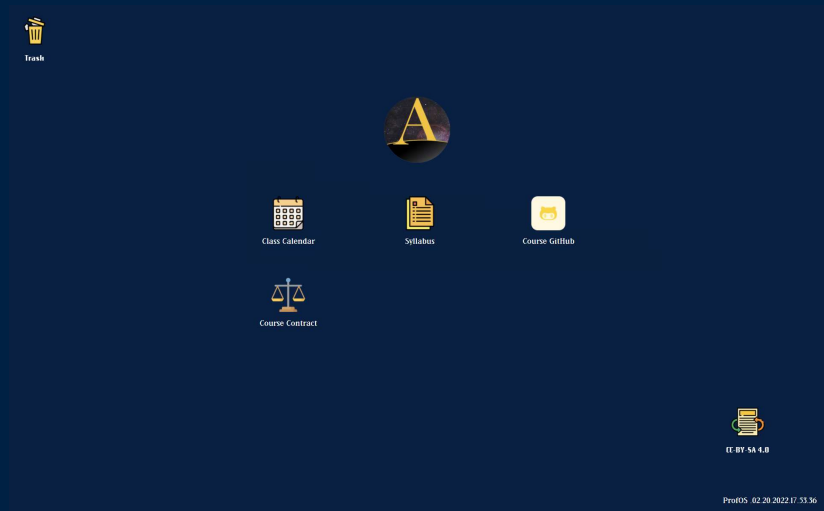 Trash
A
Class Calendar
Syllabus
Course GitHub
Course Contract
CC-BY-SA 4.0
ProfOS .02.20.2022.17.53.36